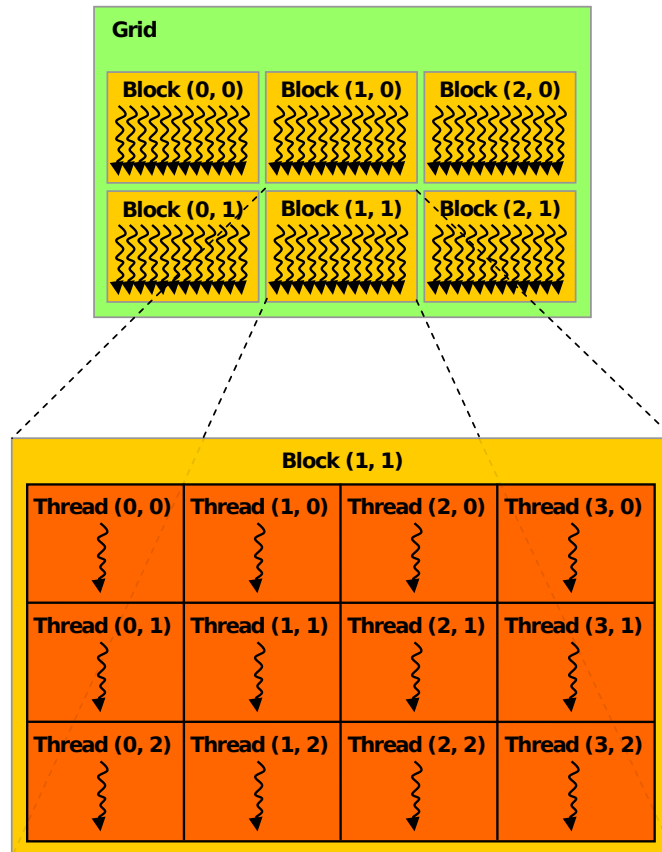 Grid
Block (0, 0) Block (1, 0) Block (2, 0)
Block (0, 1) Block (1, 1) Block (2, 1)
Block (1, 1)
Thread (0, 0) Thread (1, 0) Thread (2, 0) Thread (3, 0)
Thread (0, 1) Thread (1, 1) Thread (2, 1) Thread (3, 1)
Thread (0, 2) Thread (1, 2) Thread (2, 2) Thread (3, 2)